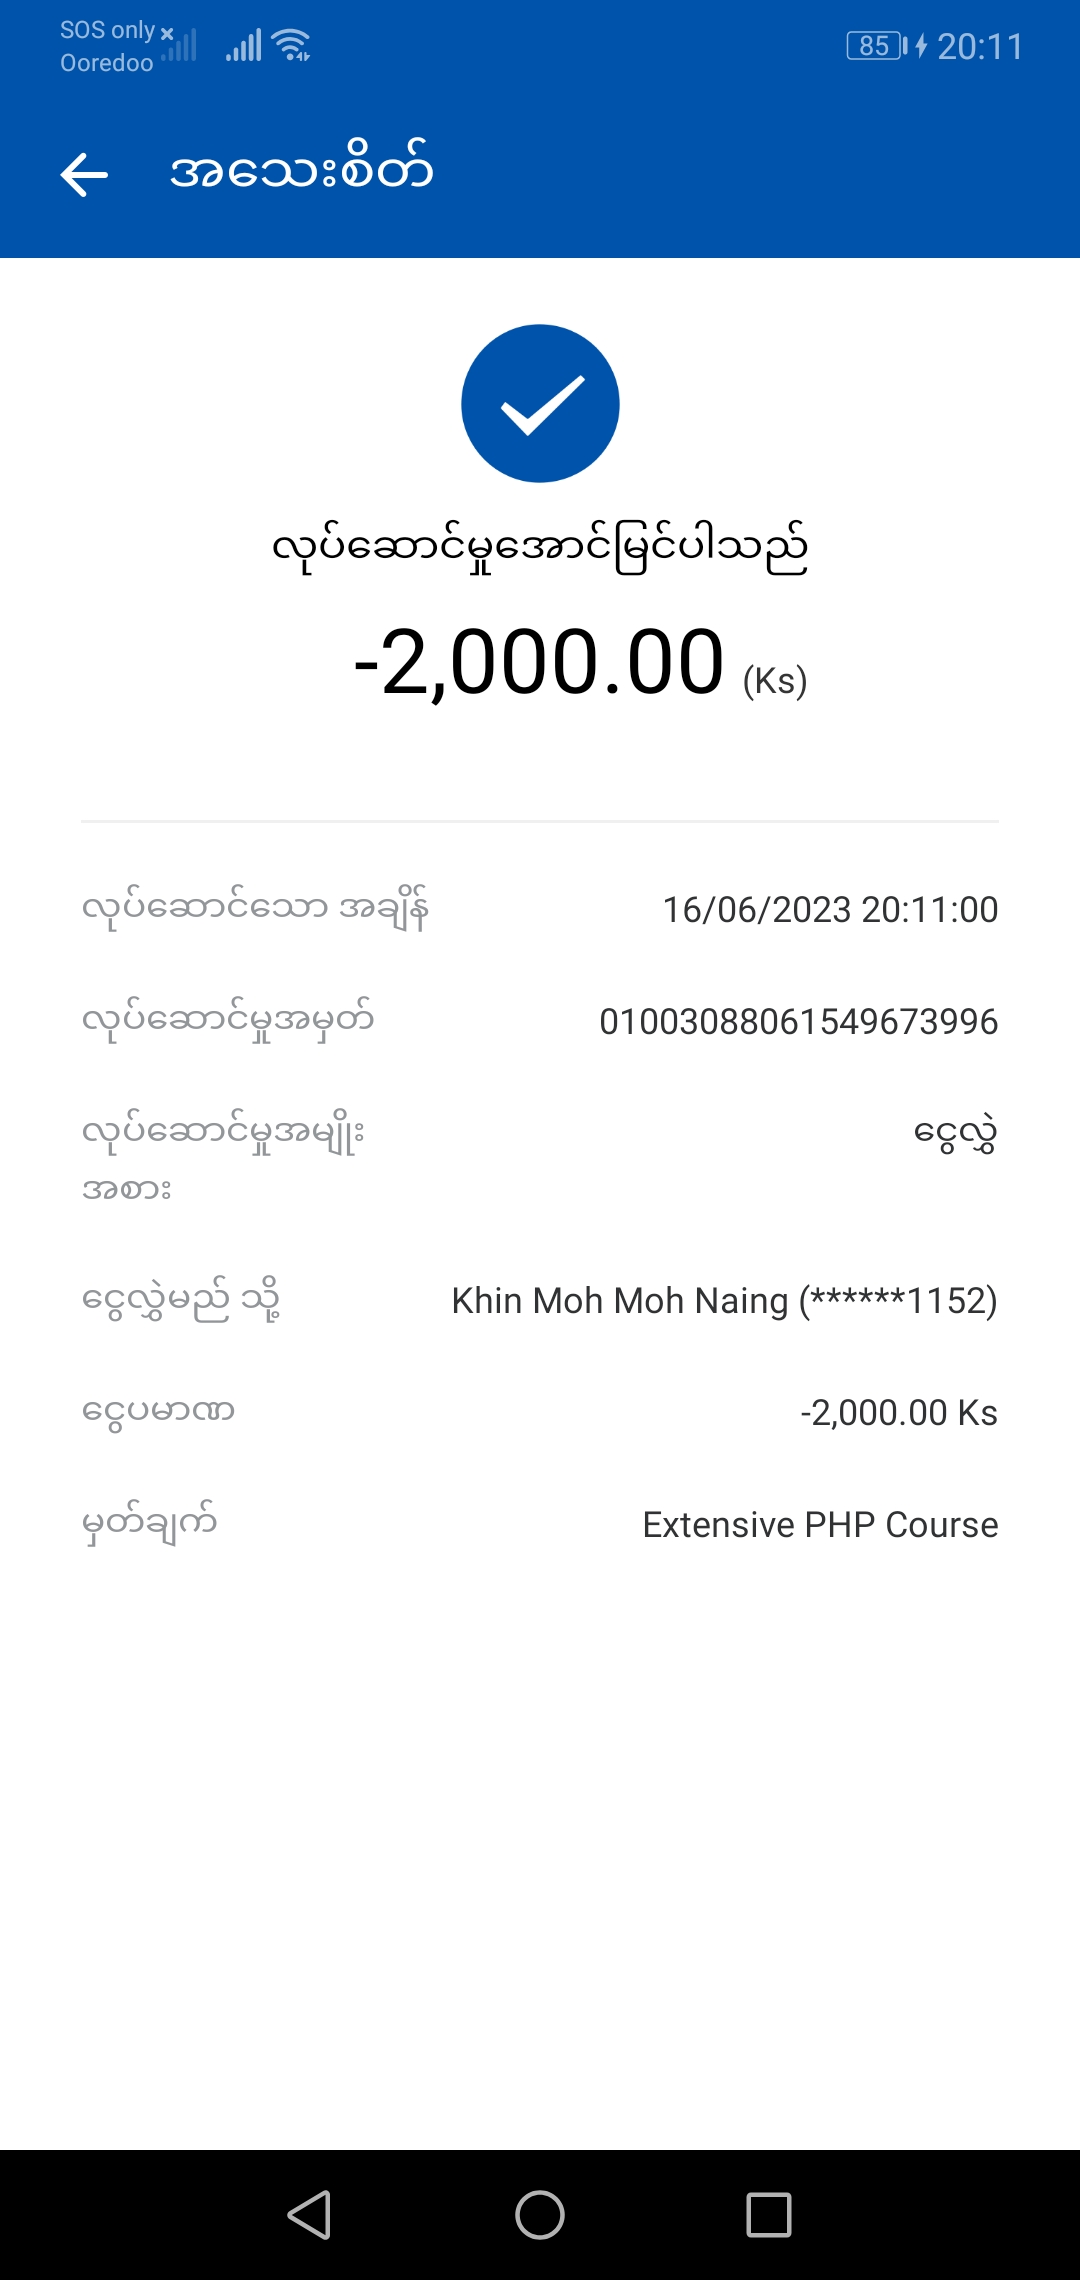 SOS only
Ooredoo
85 20:11
အသေးစိတ်
လုပ်ဆောင်မှုအောင်မြင်ပါသည်
-2,000.00 (Ks)
လုပ်ဆောင်သော အချိန် 16/06/2023 20:11:00
လုပ်ဆောင်မှုအမှတ် 01003088061549673996
လုပ်ဆောင်မှုအမျိုး ငွေလွှဲ
အစား
ငွေလွှဲမည် သို့ Khin Moh Moh Naing (******1152)
ငွေပမာဏ -2,000.00 Ks
မှတ်ချက် Extensive PHP Course